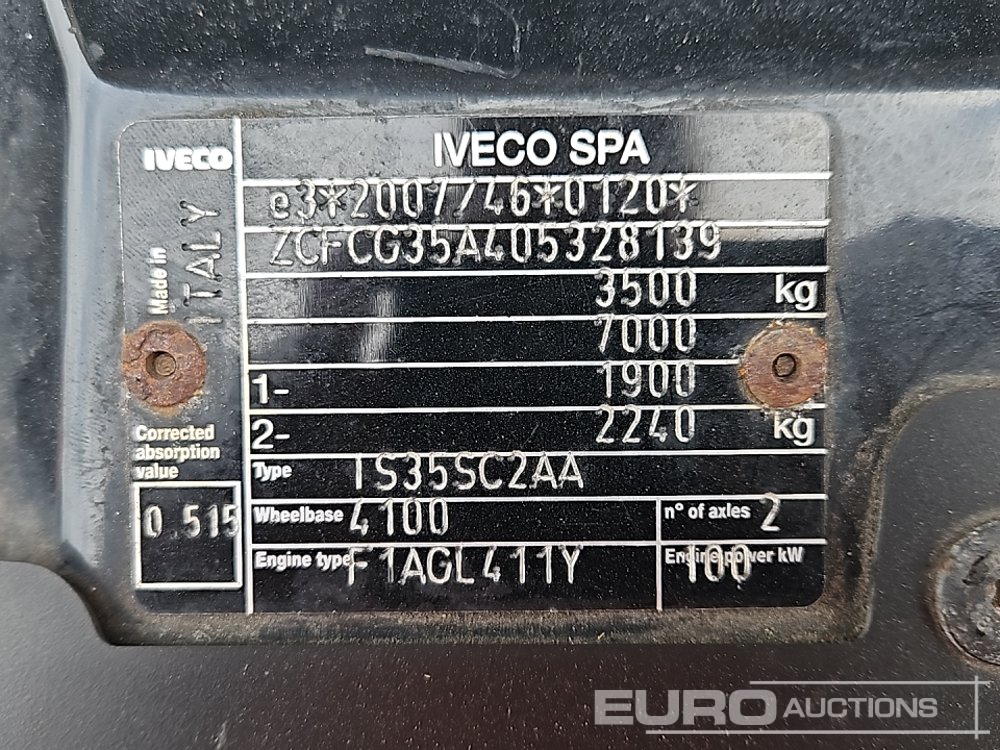 IVECO SPA
IVECO
Made in
ITALY
e3*2007/46*0120*
ZCFCG35A405328139
3500 kg
7000
1- 1900
2- 2240 kg
Corrected
absorption
value
0.515
Type IS35SC2AA
Wheelbase 4100
n° of axles 2
Engine type F1AGL411Y
Engine power kW 100
EURO AUCTIONS